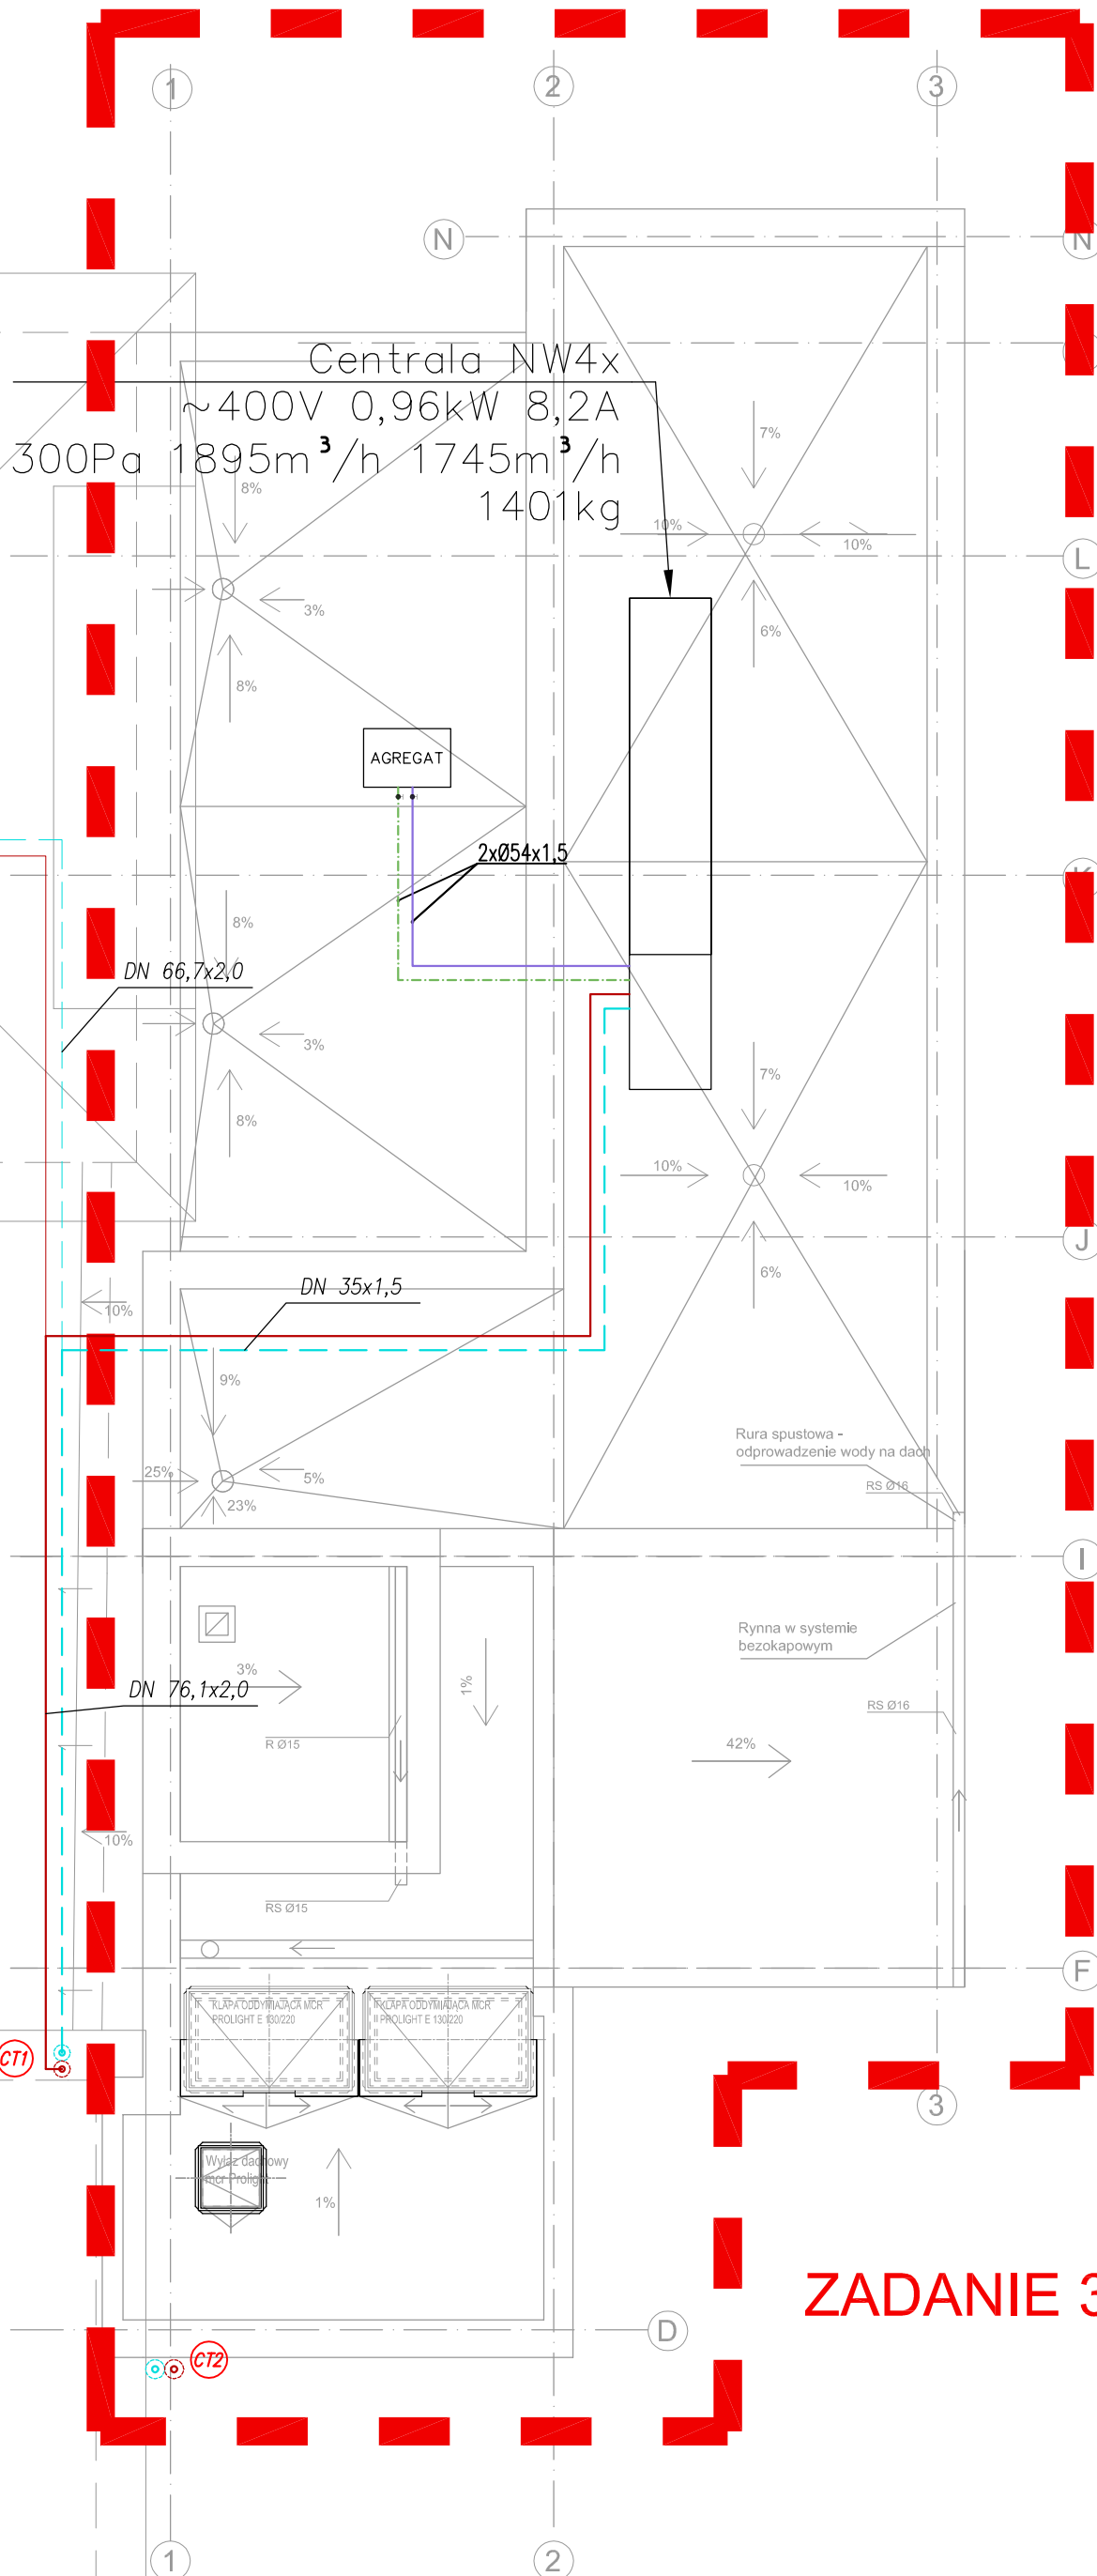 1
2
3
N
N
Centrala NW4x
~400V 0,96kW 8,2A
300Pa 1895m³/h 1745m³/h
1401kg
7%
8%
10%
10%
L
3%
6%
8%
AGREGAT
2xØ54x1,5
K
8%
DN 66,7x2,0
3%
7%
8%
10%
10%
J
6%
DN 35x1,5
10%
9%
Rura spustowa -
odprowadzenie wody na dach
25%
5%
RS Ø16
23%
I
Rynna w systemie
bezokapowym
3%
1%
DN 76,1x2,0
RS Ø16
R Ø15
42%
10%
RS Ø15
F
KLAPA ODDYMIAJĄCA MCR
PROLIGHT E 130/220
KLAPA ODDYMIAJĄCA MCR
PROLIGHT E 130/220
CT1
3
Wyłaz dachowy
mcr Prolight
1%
ZADANIE 3
D
CT2
1
2